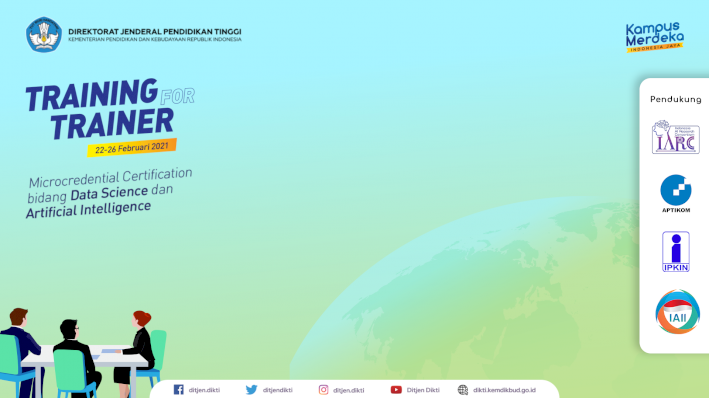 DIREKTORAT JENDERAL PENDIDIKAN TINGGI
KEMENTERIAN PENDIDIKAN DAN KEBUDAYAAN REPUBLIK INDONESIA
Kampus
Merdeka
INDONESIA JAYA
TRAINING FOR
TRAINER
22-26 Februari 2021
Microcredential Certification
bidang Data Science dan
Artificial Intelligence
Pendukung
IARC
APTIKOM
IPKIN
IAII
ditjen.dikti
ditjendikti
ditjen.dikti
Ditjen Dikti
dikti.kemdikbud.go.id